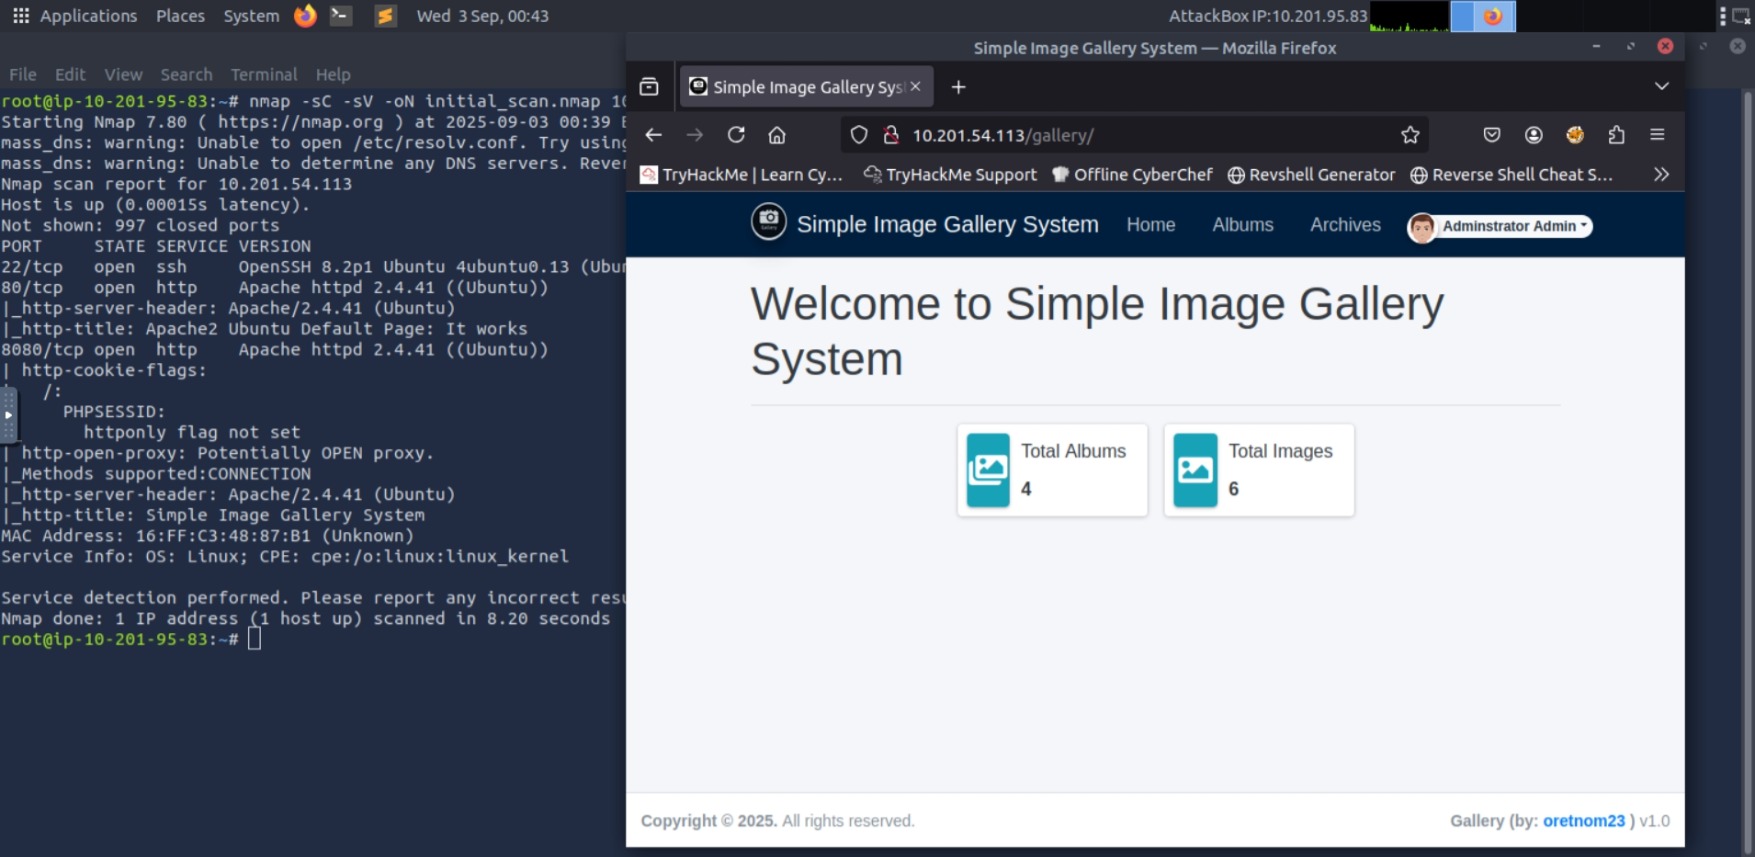 Applications Places System Wed 3 Sep, 00:43 AttackBox IP:10.201.95.83
File Edit View Search Terminal Help
root@ip-10-201-95-83:~# nmap -sC -sV -oN initial_scan.nmap 10
Starting Nmap 7.80 ( https://nmap.org ) at 2025-09-03 00:39
mass_dns: warning: Unable to open /etc/resolv.conf. Try using
mass_dns: warning: Unable to determine any DNS servers. Rever
Nmap scan report for 10.201.54.113
Host is up (0.00015s latency).
Not shown: 997 closed ports
PORT     STATE SERVICE VERSION
22/tcp   open  ssh     OpenSSH 8.2p1 Ubuntu 4ubuntu0.13 (Ubun
80/tcp   open  http    Apache httpd 2.4.41 ((Ubuntu))
|_http-server-header: Apache/2.4.41 (Ubuntu)
|_http-title: Apache2 Ubuntu Default Page: It works
8080/tcp open  http    Apache httpd 2.4.41 ((Ubuntu))
| http-cookie-flags:
/:
PHPSESSID:
httponly flag not set
| http-open-proxy: Potentially OPEN proxy.
|_Methods supported:CONNECTION
|_http-server-header: Apache/2.4.41 (Ubuntu)
|_http-title: Simple Image Gallery System
MAC Address: 16:FF:C3:48:87:B1 (Unknown)
Service Info: OS: Linux; CPE: cpe:/o:linux:linux_kernel
Service detection performed. Please report any incorrect resu
Nmap done: 1 IP address (1 host up) scanned in 8.20 seconds
root@ip-10-201-95-83:~#
Simple Image Gallery System — Mozilla Firefox
Simple Image Gallery Sys
10.201.54.113/gallery/
TryHackMe | Learn Cy... TryHackMe Support Offline CyberChef Revshell Generator Reverse Shell Cheat S...
Simple Image Gallery System Home Albums Archives Adminstrator Admin
Welcome to Simple Image Gallery
System
Total Albums
4
Total Images
6
Copyright © 2025. All rights reserved. Gallery (by: oretnom23 ) v1.0